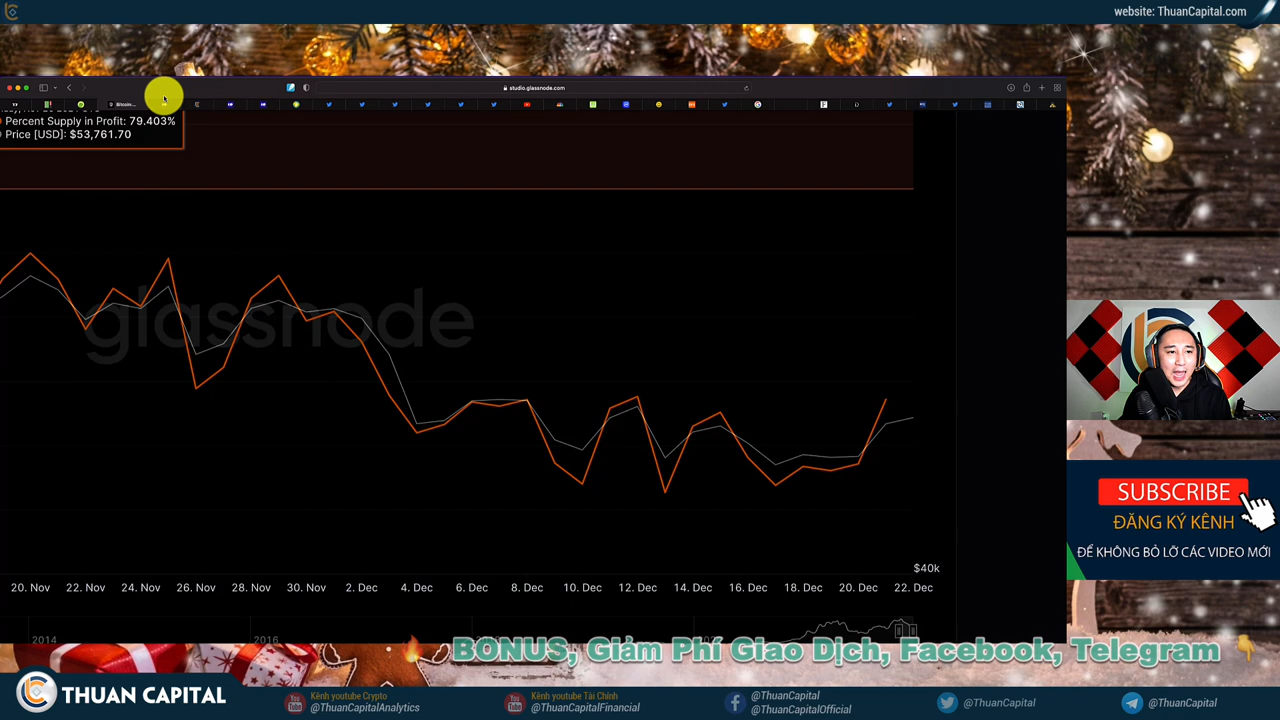 website: ThuanCapital.com
studio.glassnode.com
Bitcoin...
Percent Supply in Profit: 79.403%
Price [USD]: $53,761.70
glassnode
$40k
20. Nov
22. Nov
24. Nov
26. Nov
28. Nov
30. Nov
2. Dec
4. Dec
6. Dec
8. Dec
10. Dec
12. Dec
14. Dec
16. Dec
18. Dec
20. Dec
22. Dec
2014
2016
SUBSCRIBE
ĐĂNG KÝ KÊNH
ĐỂ KHÔNG BỎ LỠ CÁC VIDEO MỚI
BONUS, Giảm Phí Giao Dịch, Facebook, Telegram
THUAN CAPITAL
Kênh youtube Crypto
@ThuanCapitalAnalytics
Kênh youtube Tài Chính
@ThuanCapitalFinancial
@ThuanCapital
@ThuanCapitalOfficial
@ThuanCapital
@ThuanCapital